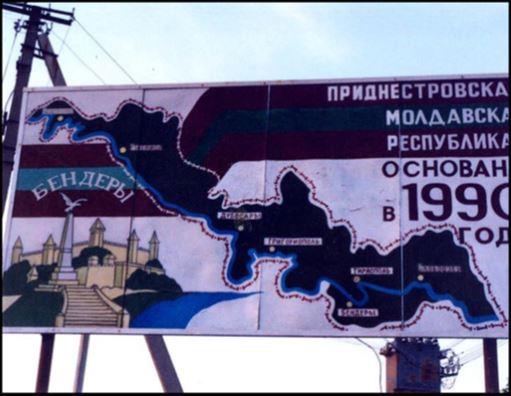 ПРИДНЕСТРОВСКА
МОЛДАВСКА
РЕСПУБЛИКА
ОСНОВАН
В 1990
ГОД
БЕНДЕРЫ
ДУБОСАРЫ
ГРИГОРИОПОЛЬ
ТИРАСПОЛЬ
БЕНДЕРЫ